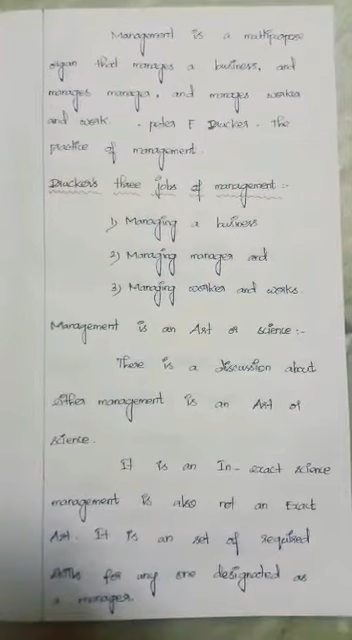 Management is a multipurpose
organ that manages a business, and
manages manager, and manages worker
and work. - peter F Drucker - The
practice of management.
Drucker's three jobs of management :-
1) Managing a business
2) Managing manager and
3) Managing worker and works.
Management is an Art or science :-
There is a discussion about
either management is an Art or
science.
It is an In-exact science
management is also not an Exact
Art. It is an set of required
skills for any one designated as
a manager.